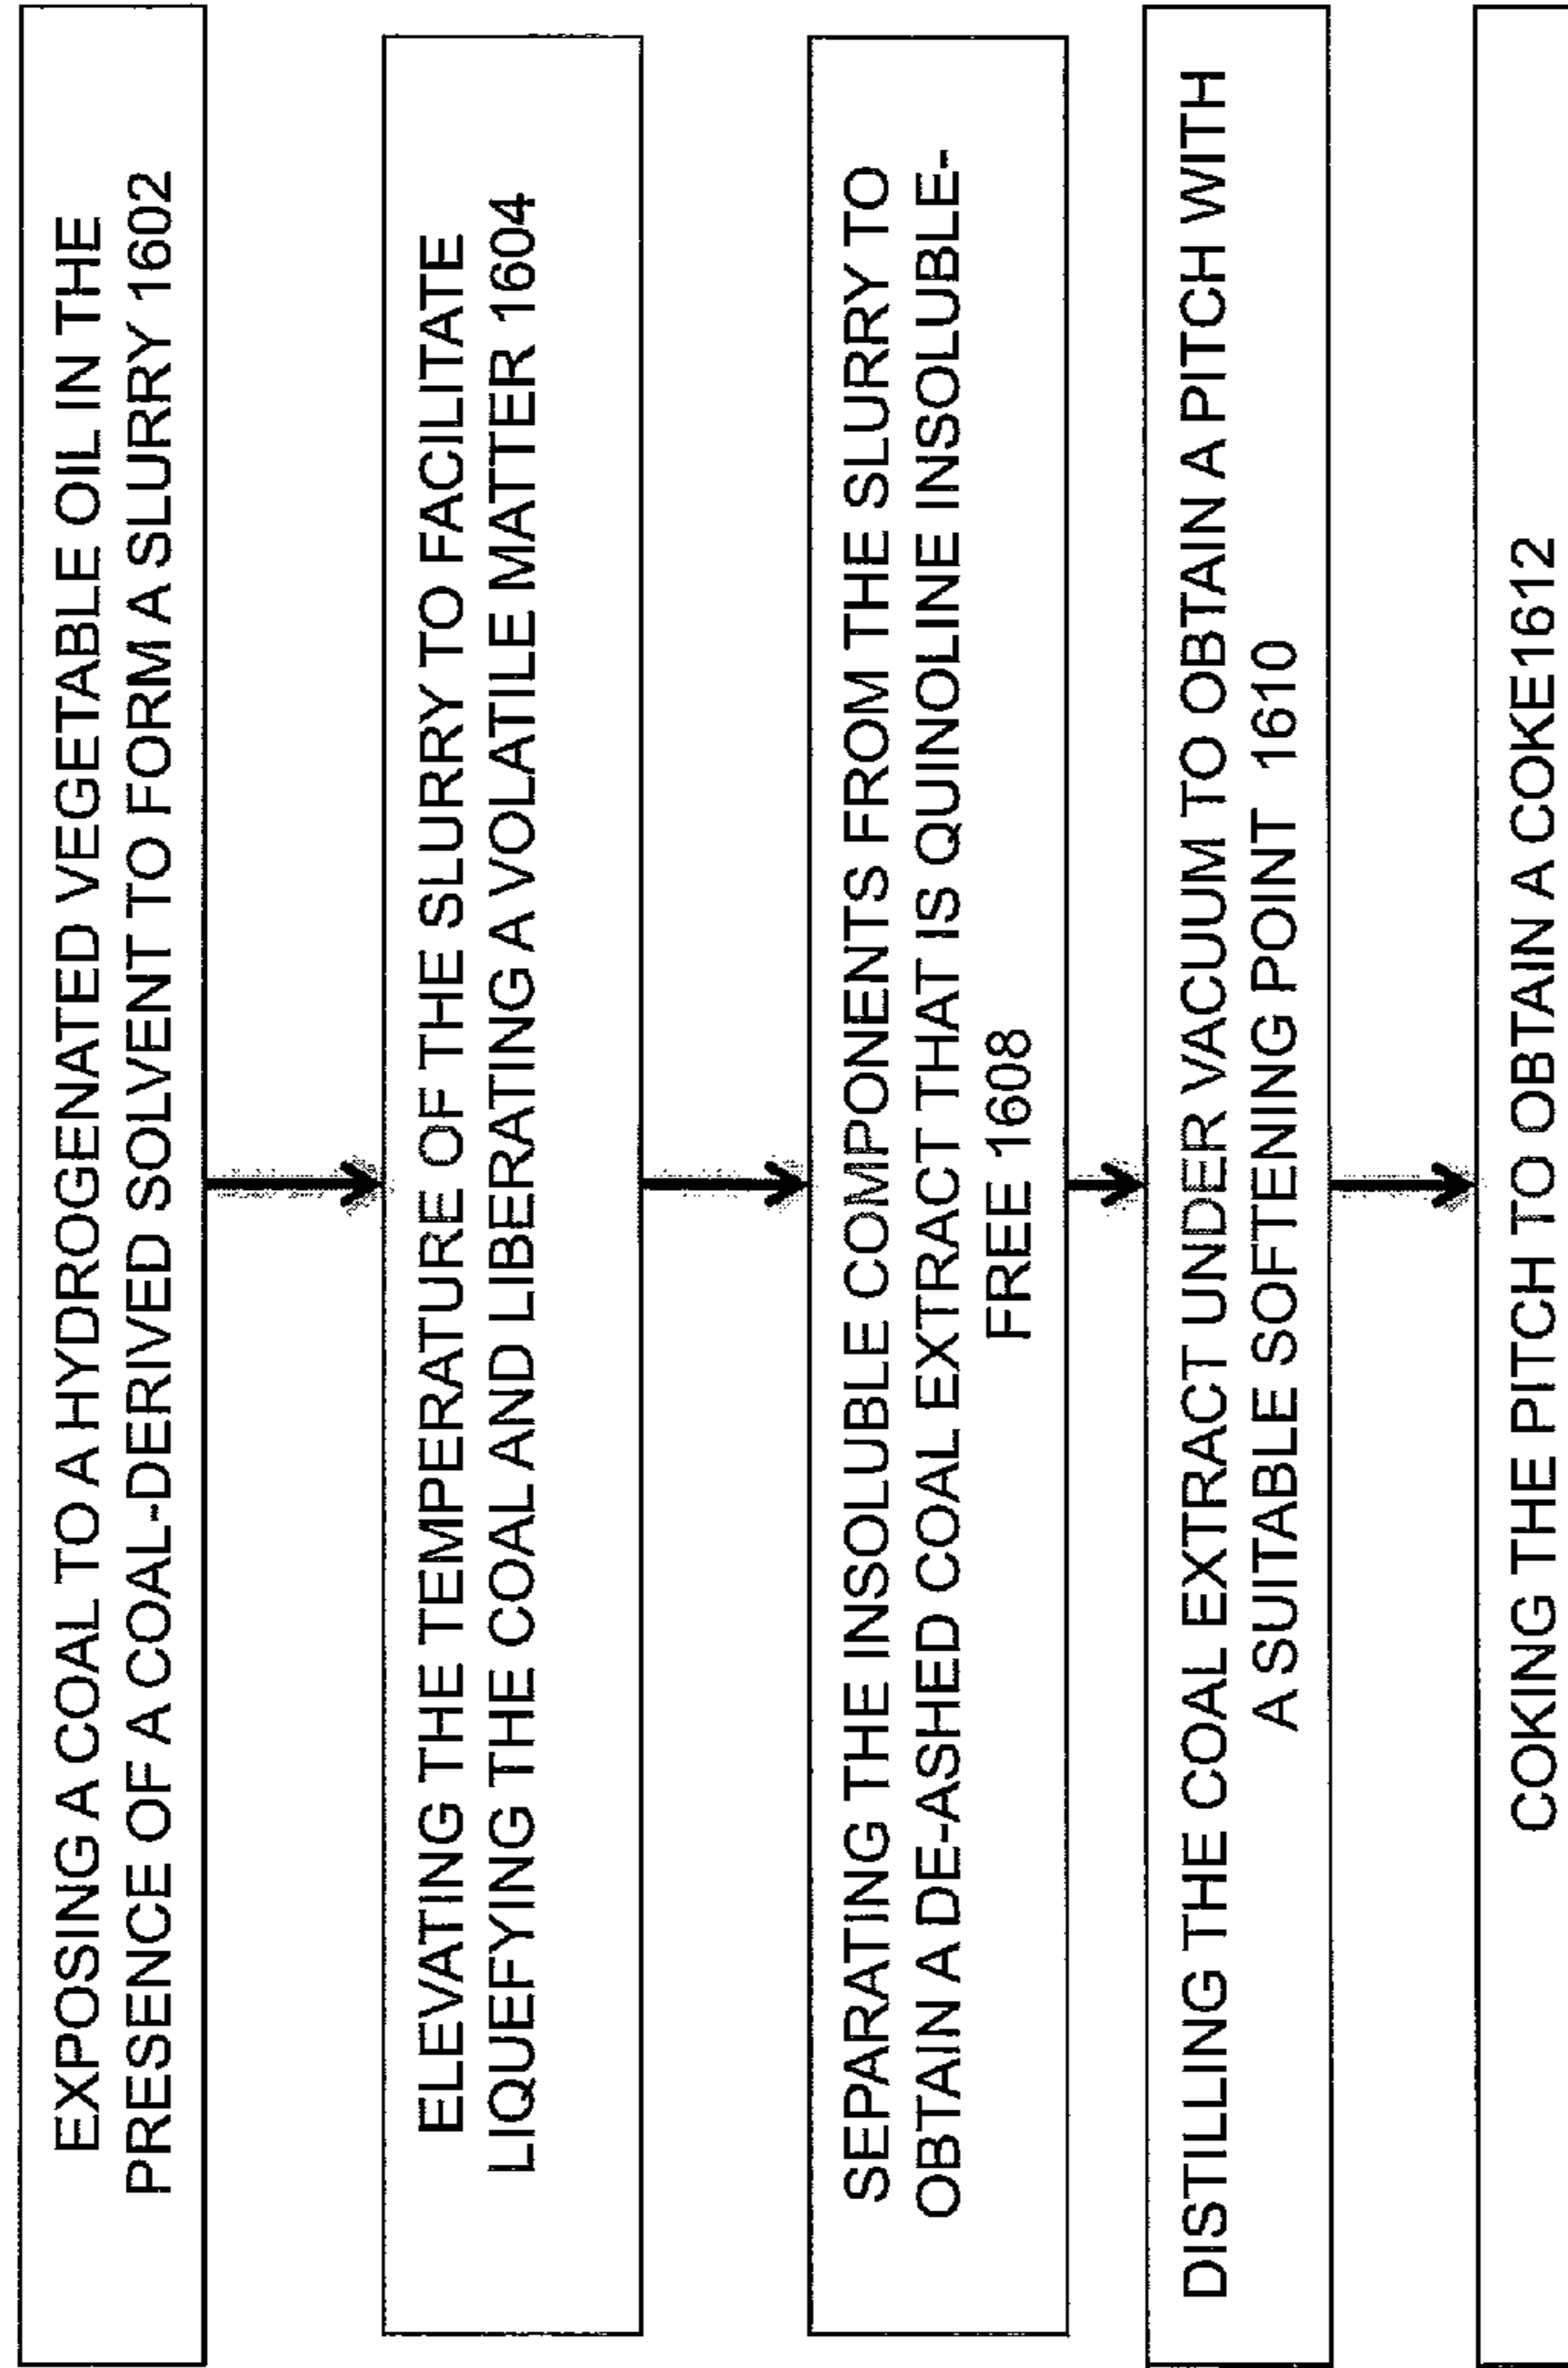 EXPOSING A COAL TO A HYDROGENATED VEGETABLE OIL IN THE
PRESENCE OF A COAL-DERIVED SOLVENT TO FORM A SLURRY 1602
ELEVATING THE TEMPERATURE OF THE SLURRY TO FACILITATE
LIQUEFYING THE COAL AND LIBERATING A VOLATILE MATTER 1604
SEPARATING THE INSOLUBLE COMPONENTS FROM THE SLURRY TO
OBTAIN A DE-ASHED COAL EXTRACT THAT IS QUINOLINE INSOLUBLE-
FREE 1608
DISTILLING THE COAL EXTRACT UNDER VACUUM TO OBTAIN A PITCH WITH
A SUITABLE SOFTENING POINT 1610
COKING THE PITCH TO OBTAIN A COKE1612